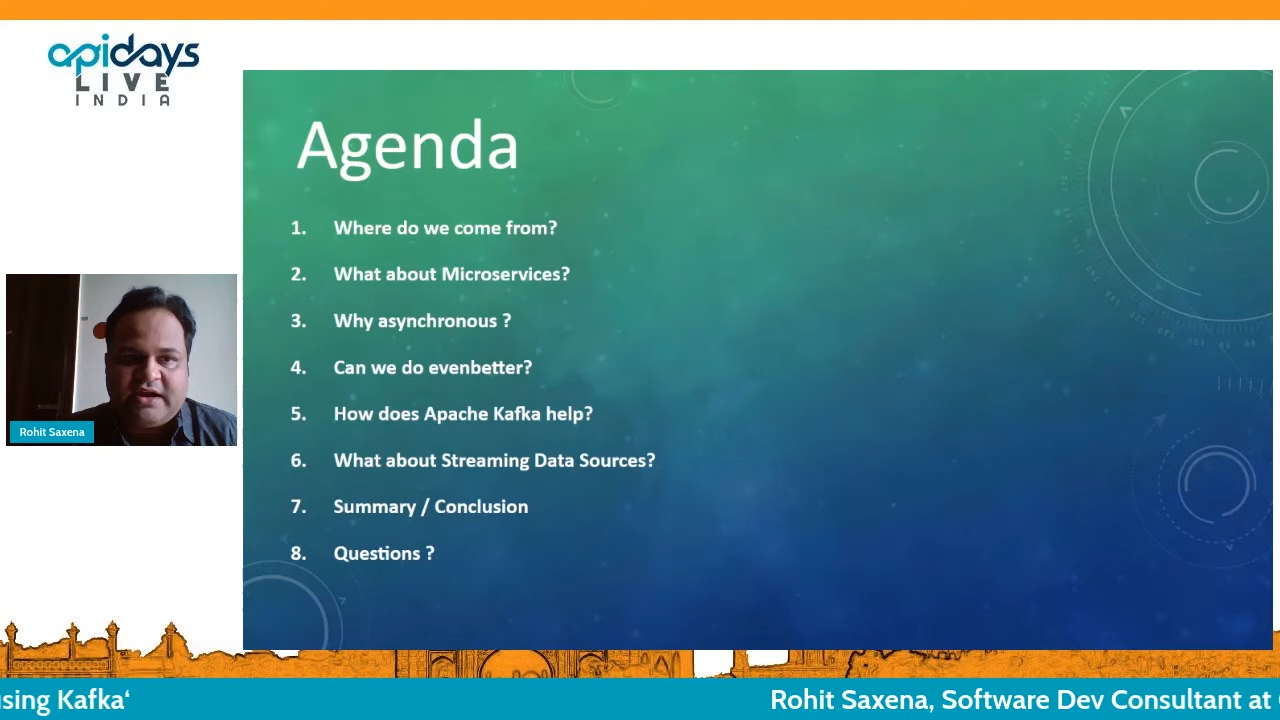 apidays
LIVE
INDIA
Agenda
1. Where do we come from?
2. What about Microservices?
3. Why asynchronous ?
4. Can we do evenbetter?
5. How does Apache Kafka help?
6. What about Streaming Data Sources?
7. Summary / Conclusion
8. Questions ?
Rohit Saxena
using Kafka‘ Rohit Saxena, Software Dev Consultant at